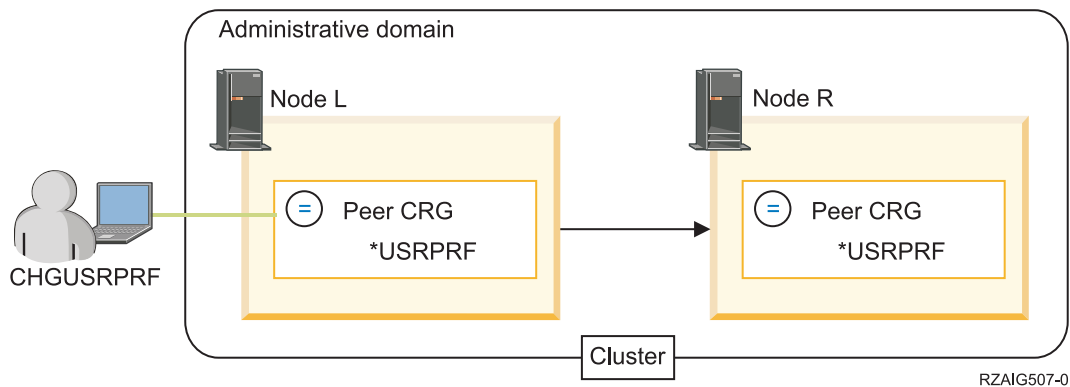 Administrative domain
Node L
Node R
= Peer CRG
*USRPRF
= Peer CRG
*USRPRF
CHGUSRPRF
Cluster
RZAIG507-0